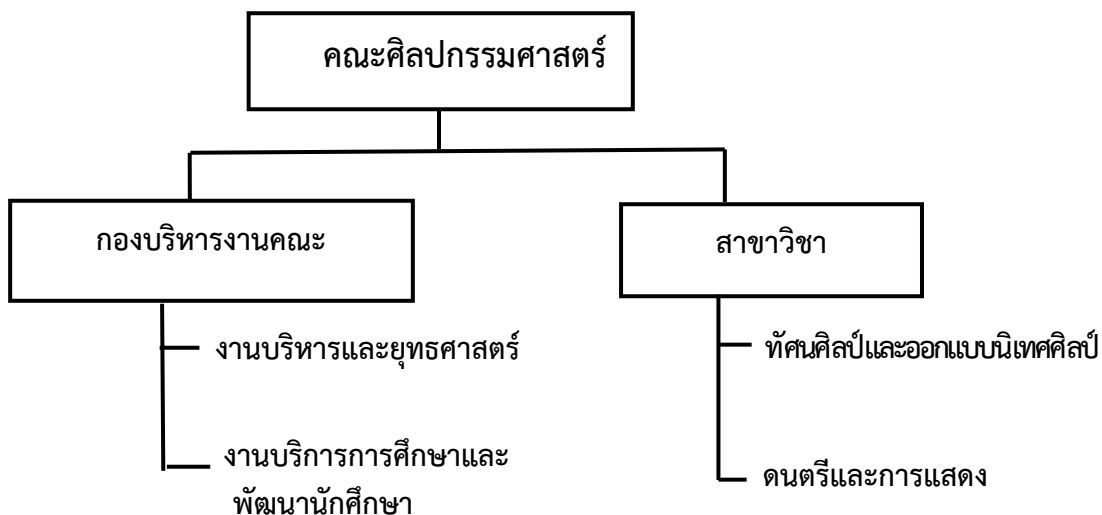 คณะศิลปกรรมศาสตร์
กองบริหารงานคณะ
งานบริหารและยุทธศาสตร์
งานบริการการศึกษาและ
พัฒนานักศึกษา
สาขาวิชา
ทัศนศิลป์และออกแบบนิเทศศิลป์
ดนตรีและการแสดง